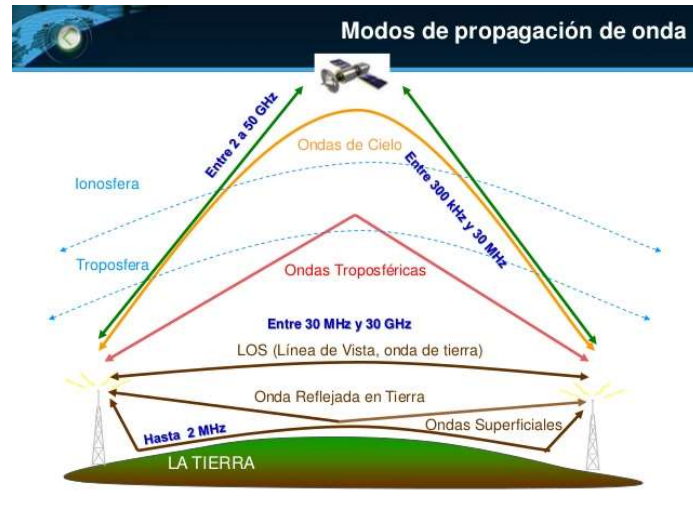 Modos de propagación de onda
Entre 2 a 50 GHz
Ondas de Cielo
Entre 300 kHz y 30 MHz
Ionosfera
Troposfera
Ondas Troposféricas
Entre 30 MHz y 30 GHz
LOS (Línea de Vista, onda de tierra)
Onda Reflejada en Tierra
Ondas Superficiales
Hasta 2 MHz
LA TIERRA